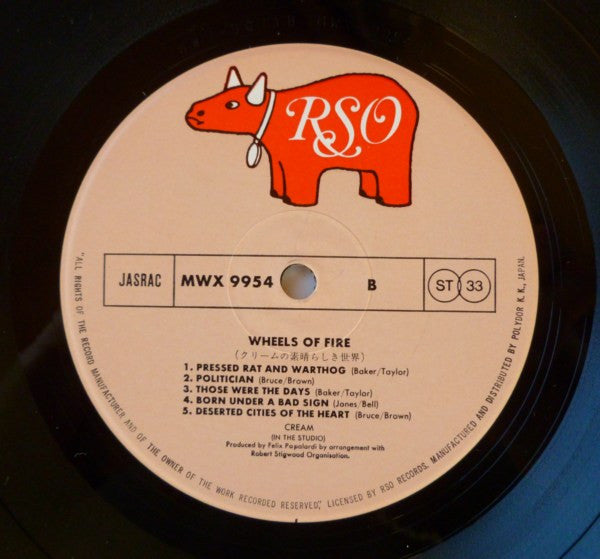 RSO
JASRAC
MWX 9954
B
ST 33
WHEELS OF FIRE
(クリームの素晴らしき世界)
1. PRESSED RAT AND WARTHOG (Baker/Taylor)
2. POLITICIAN (Bruce/Brown)
3. THOSE WERE THE DAYS (Baker/Taylor)
4. BORN UNDER A BAD SIGN (Jones/Bell)
5. DESERTED CITIES OF THE HEART (Bruce/Brown)
CREAM
(IN THE STUDIO)
Produced by Felix Papalardi by arrangement with
Robert Stigwood Organisation.
"ALL RIGHTS OF THE RECORD MANUFACTURER AND OF THE OWNER OF THE WORK RECORDED RESERVED," LICENSED BY RSO RECORDS. MANUFACTURED AND DISTRIBUTED BY POLYDOR K. K., JAPAN.